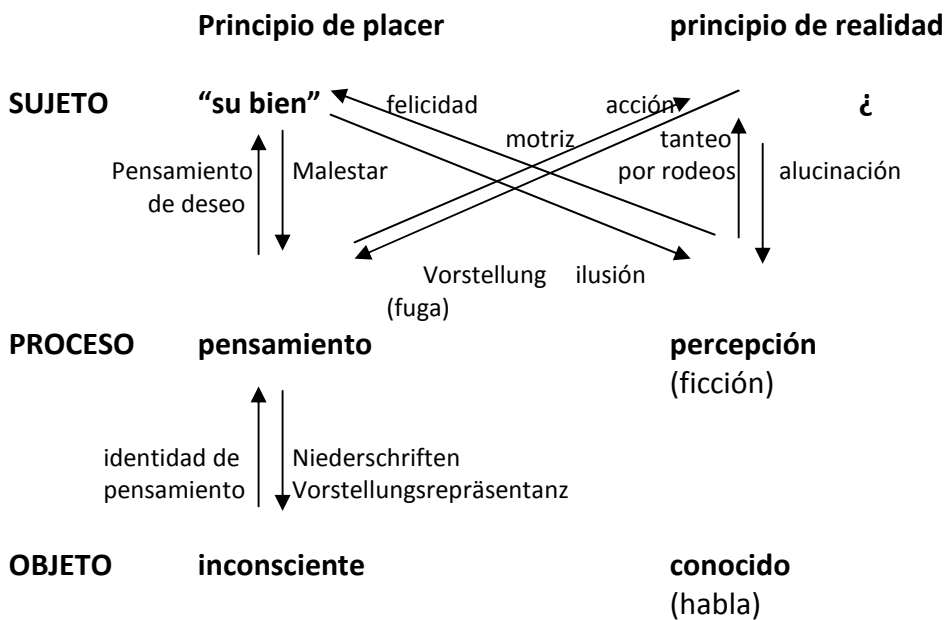 Principio de placer principio de realidad
SUJETO “su bien” felicidad acción ¿
motriz tanteo
Pensamiento Malestar por rodeos alucinación
de deseo
Vorstellung ilusión
(fuga)
PROCESO pensamiento percepción
(ficción)
identidad de Niederschriften
pensamiento Vorstellungsrepräsentanz
OBJETO inconsciente conocido
(habla)